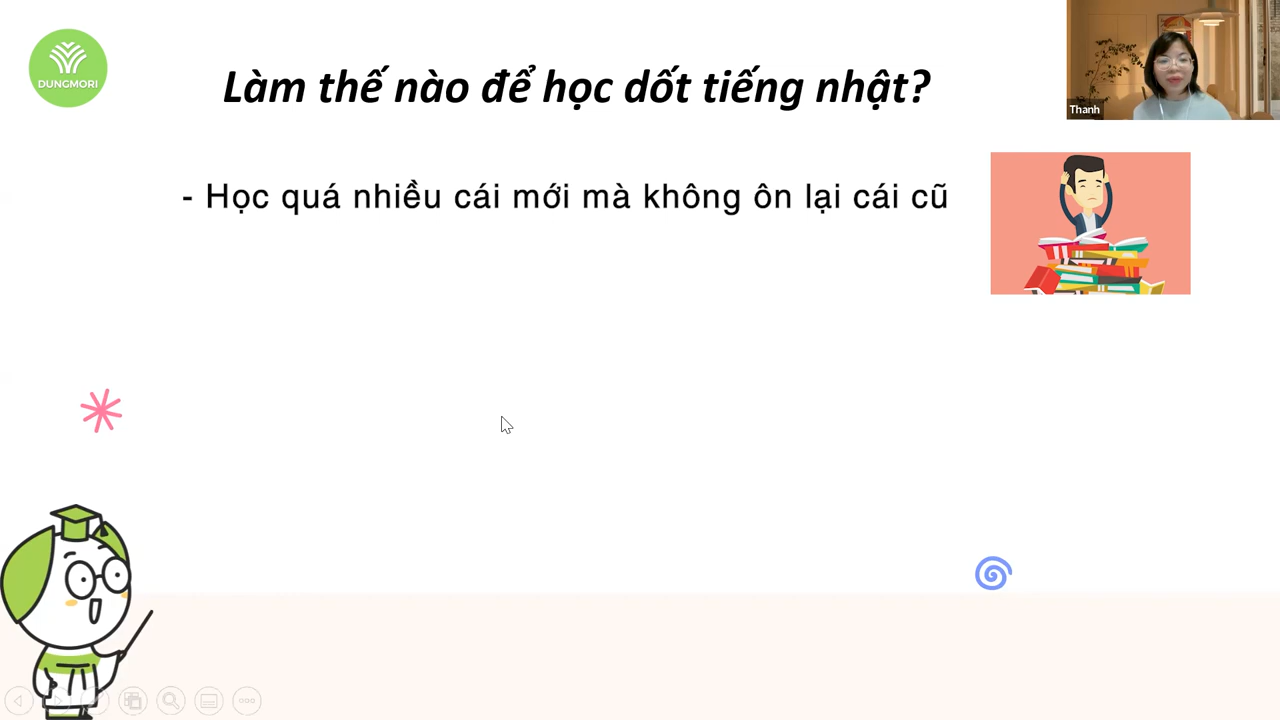 DUNGMORI
Làm thế nào để học dốt tiếng nhật?
Thanh
- Học quá nhiều cái mới mà không ôn lại cái cũ